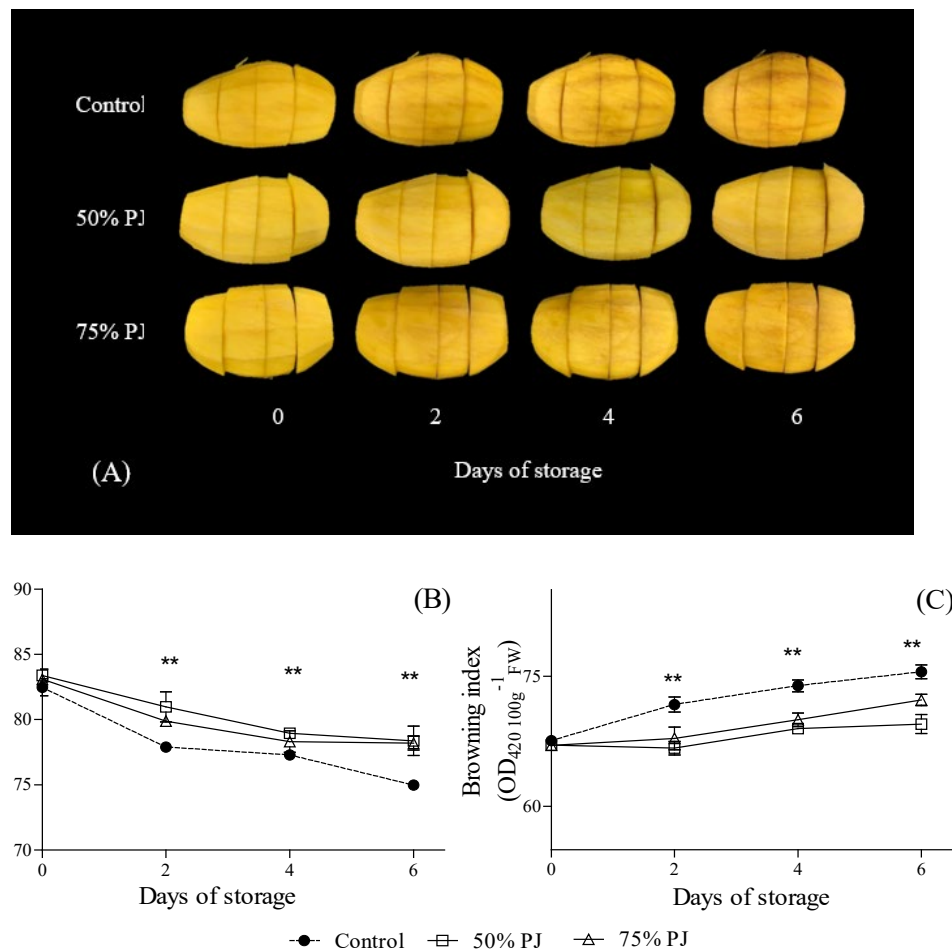 Control
50% PJ
75% PJ
0 2 4 6
(A) Days of storage
90
85
80
75
70
0 2 4 6
Days of storage
(B)
**
**
**
Browning index
(OD420 100g-1 FW)
75
60
0 2 4 6
Days of storage
(C)
**
**
**
Control 50% PJ 75% PJ